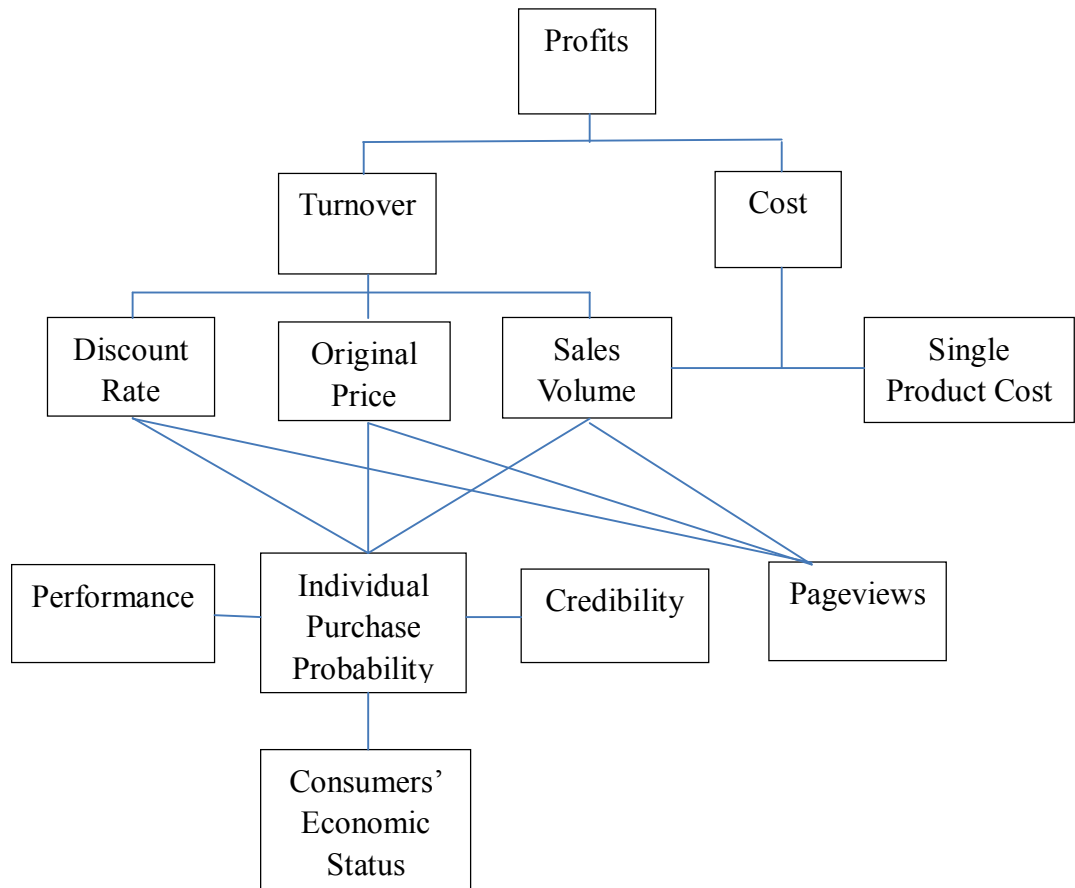 Profits
Turnover
Cost
Discount
Rate
Original
Price
Sales
Volume
Single
Product Cost
Performance
Individual
Purchase
Probability
Credibility
Pageviews
Consumers’
Economic
Status